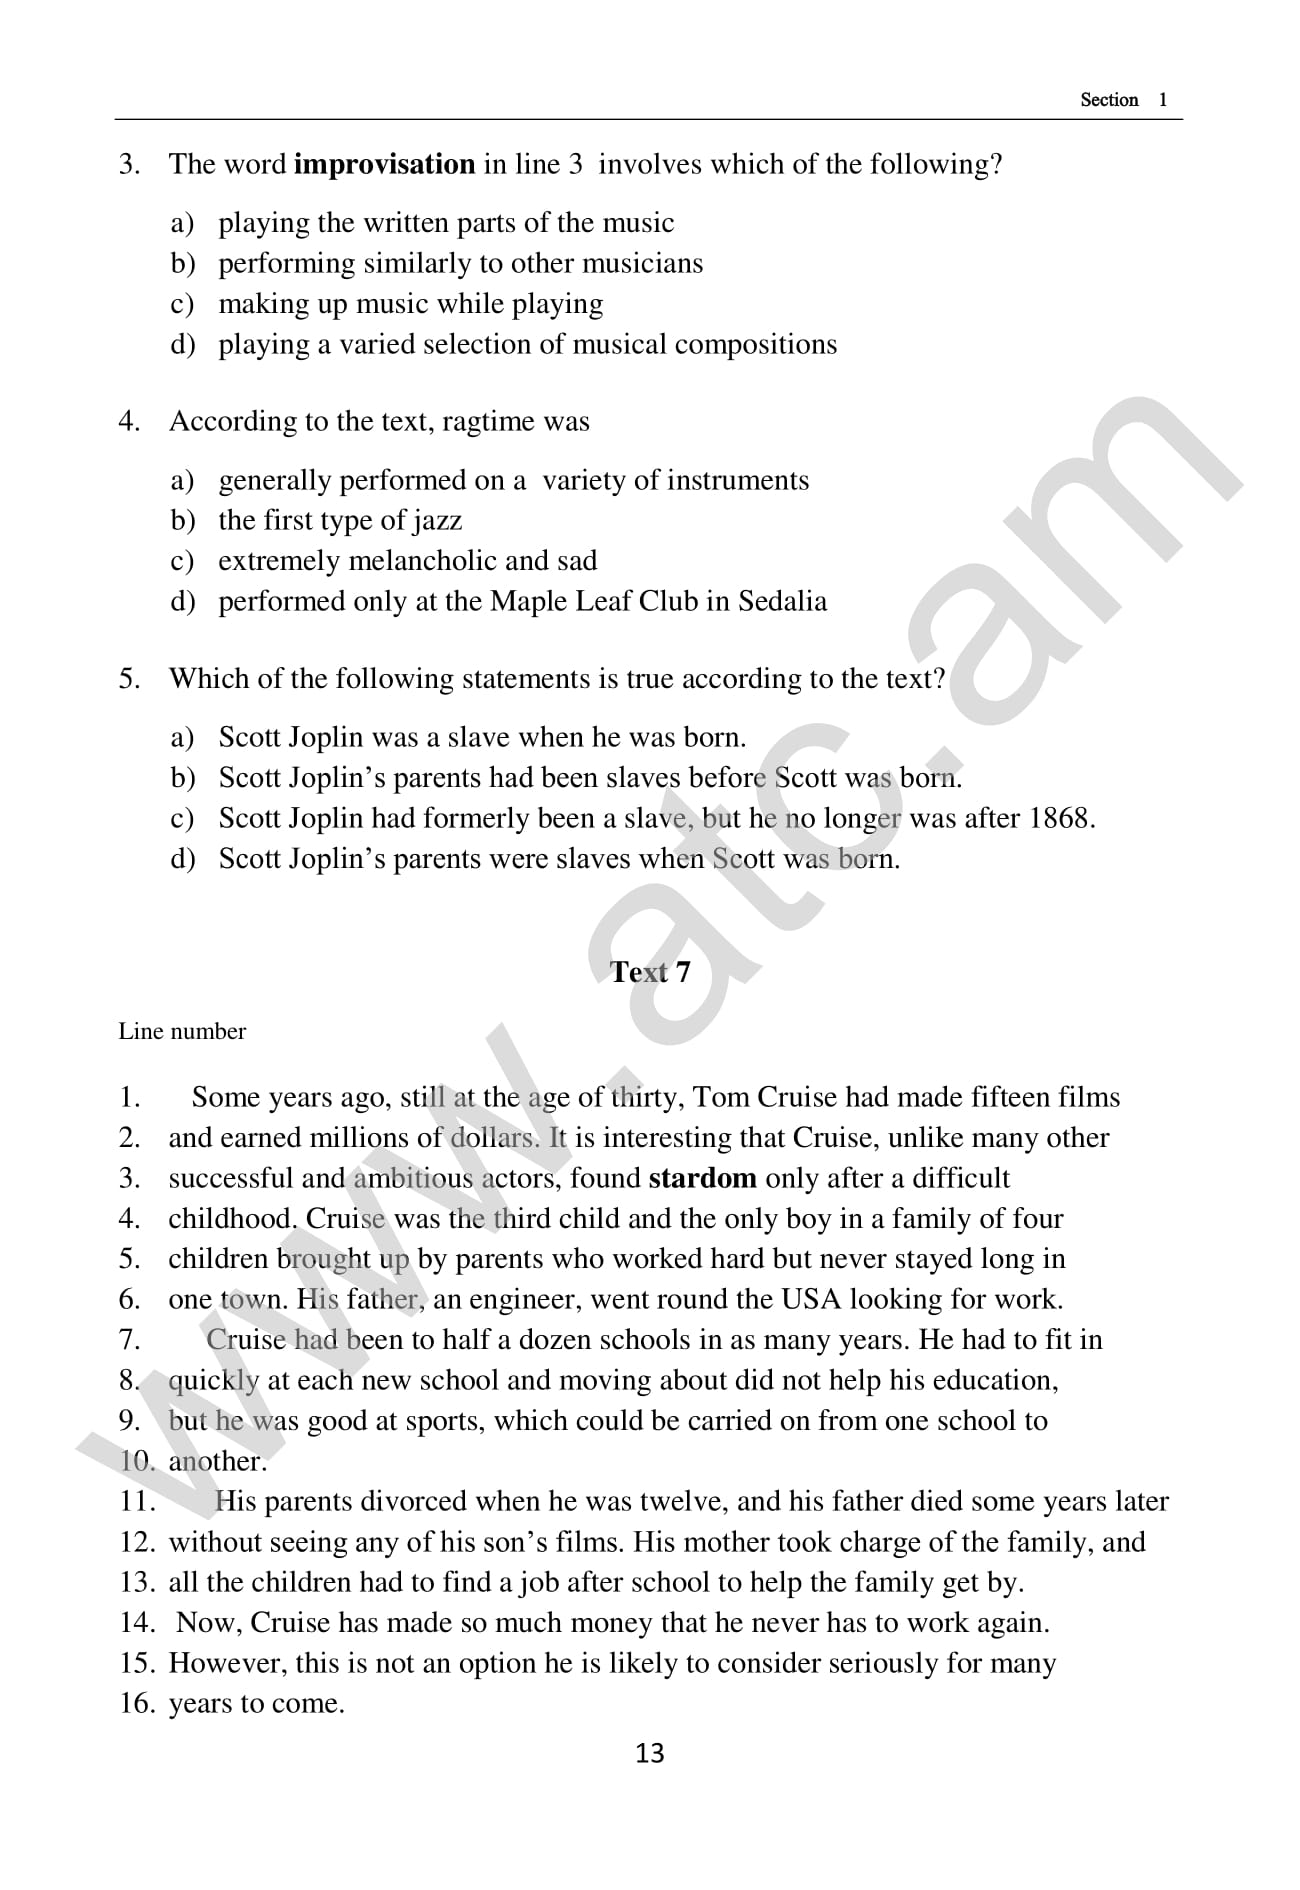 Section 1
3. The word improvisation in line 3 involves which of the following?
a) playing the written parts of the music
b) performing similarly to other musicians
c) making up music while playing
d) playing a varied selection of musical compositions
4. According to the text, ragtime was
a) generally performed on a variety of instruments
b) the first type of jazz
c) extremely melancholic and sad
d) performed only at the Maple Leaf Club in Sedalia
5. Which of the following statements is true according to the text?
a) Scott Joplin was a slave when he was born.
b) Scott Joplin’s parents had been slaves before Scott was born.
c) Scott Joplin had formerly been a slave, but he no longer was after 1868.
d) Scott Joplin’s parents were slaves when Scott was born.
Text 7
Line number
1. Some years ago, still at the age of thirty, Tom Cruise had made fifteen films
2. and earned millions of dollars. It is interesting that Cruise, unlike many other
3. successful and ambitious actors, found stardom only after a difficult
4. childhood. Cruise was the third child and the only boy in a family of four
5. children brought up by parents who worked hard but never stayed long in
6. one town. His father, an engineer, went round the USA looking for work.
7. Cruise had been to half a dozen schools in as many years. He had to fit in
8. quickly at each new school and moving about did not help his education,
9. but he was good at sports, which could be carried on from one school to
10. another.
11. His parents divorced when he was twelve, and his father died some years later
12. without seeing any of his son’s films. His mother took charge of the family, and
13. all the children had to find a job after school to help the family get by.
14. Now, Cruise has made so much money that he never has to work again.
15. However, this is not an option he is likely to consider seriously for many
16. years to come.
13
www.atc.am